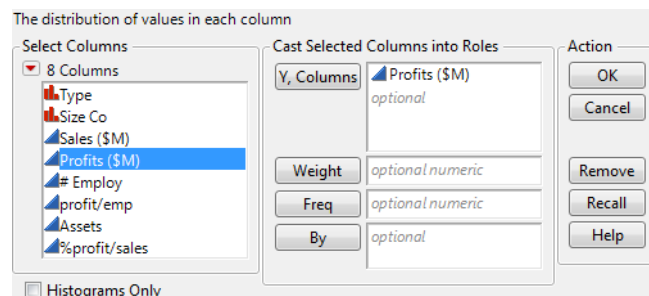 The distribution of values in each column
Select Columns
8 Columns
Type
Size Co
Sales ($M)
Profits ($M)
# Employ
profit/emp
Assets
%profit/sales
Histograms Only
Cast Selected Columns into Roles
Y, Columns
Profits ($M)
optional
Weight
optional numeric
Freq
optional numeric
By
optional
Action
OK
Cancel
Remove
Recall
Help